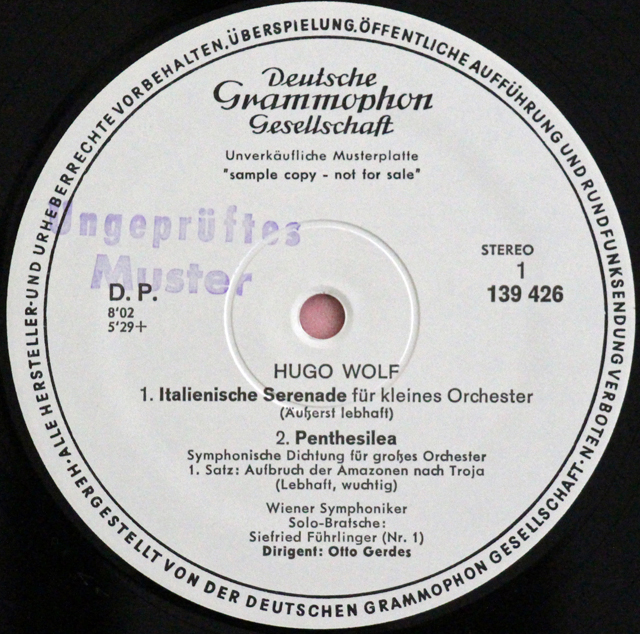 ALLE HERSTELLER-UND URHEBERRECHTE VORBEHALTEN, ÜBERSPIELUNG, ÖFFENTLICHE AUFFÜHRUNG UND RUNDFUNKSENDUNG VERBOTEN·
HERGESTELLT VON DER DEUTSCHEN GRAMMOPHON GESELLSCHAFT·
Deutsche
Grammophon
Gesellschaft
Unverkäufliche Musterplatte
"sample copy - not for sale"
Ungeprüftes
Muster
STEREO
1
139 426
D. P.
8'02
5'29+
HUGO WOLF
1. Italienische Serenade für kleines Orchester
(Äußerst lebhaft)
2. Penthesilea
Symphonische Dichtung für großes Orchester
1. Satz: Aufbruch der Amazonen nach Troja
(Lebhaft, wuchtig)
Wiener Symphoniker
Solo-Bratsche:
Siefried Führlinger (Nr. 1)
Dirigent: Otto Gerdes